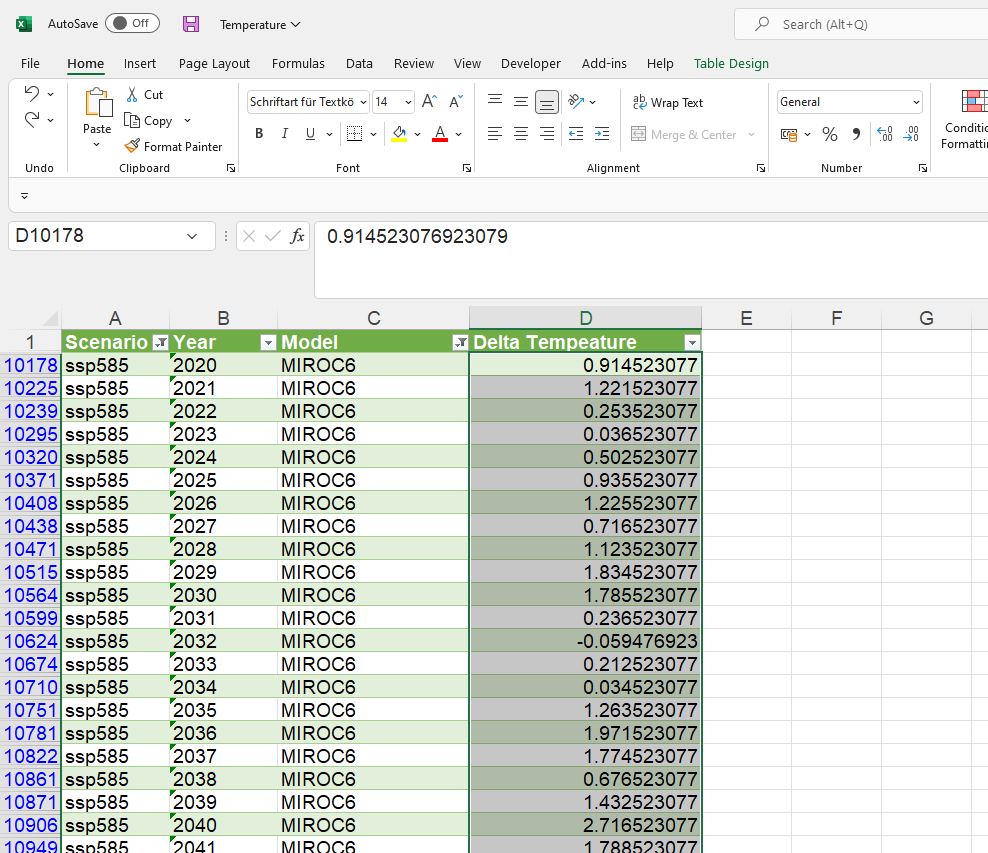 AutoSave Off Temperature Search (Alt+Q)
File Home Insert Page Layout Formulas Data Review View Developer Add-ins Help Table Design
Paste Cut Copy Format Painter
Schriftart für Textkö 14 A A
B I U A
ab Wrap Text
Merge & Center
General
% 9 .00 .00
Conditio
Formatti
Undo Clipboard Font Alignment Number
D10178 fx 0.914523076923079
A B C D E F G
1 Scenario Year Model Delta Tempeature
10178 ssp585 2020 MIROC6 0.914523077
10225 ssp585 2021 MIROC6 1.221523077
10239 ssp585 2022 MIROC6 0.253523077
10295 ssp585 2023 MIROC6 0.036523077
10320 ssp585 2024 MIROC6 0.502523077
10371 ssp585 2025 MIROC6 0.935523077
10408 ssp585 2026 MIROC6 1.225523077
10438 ssp585 2027 MIROC6 0.716523077
10471 ssp585 2028 MIROC6 1.123523077
10515 ssp585 2029 MIROC6 1.834523077
10564 ssp585 2030 MIROC6 1.785523077
10599 ssp585 2031 MIROC6 0.236523077
10624 ssp585 2032 MIROC6 -0.059476923
10674 ssp585 2033 MIROC6 0.212523077
10710 ssp585 2034 MIROC6 0.034523077
10751 ssp585 2035 MIROC6 1.263523077
10781 ssp585 2036 MIROC6 1.971523077
10822 ssp585 2037 MIROC6 1.774523077
10861 ssp585 2038 MIROC6 0.676523077
10871 ssp585 2039 MIROC6 1.432523077
10906 ssp585 2040 MIROC6 2.716523077
10949 ssp585 2041 MIROC6 1.788523077